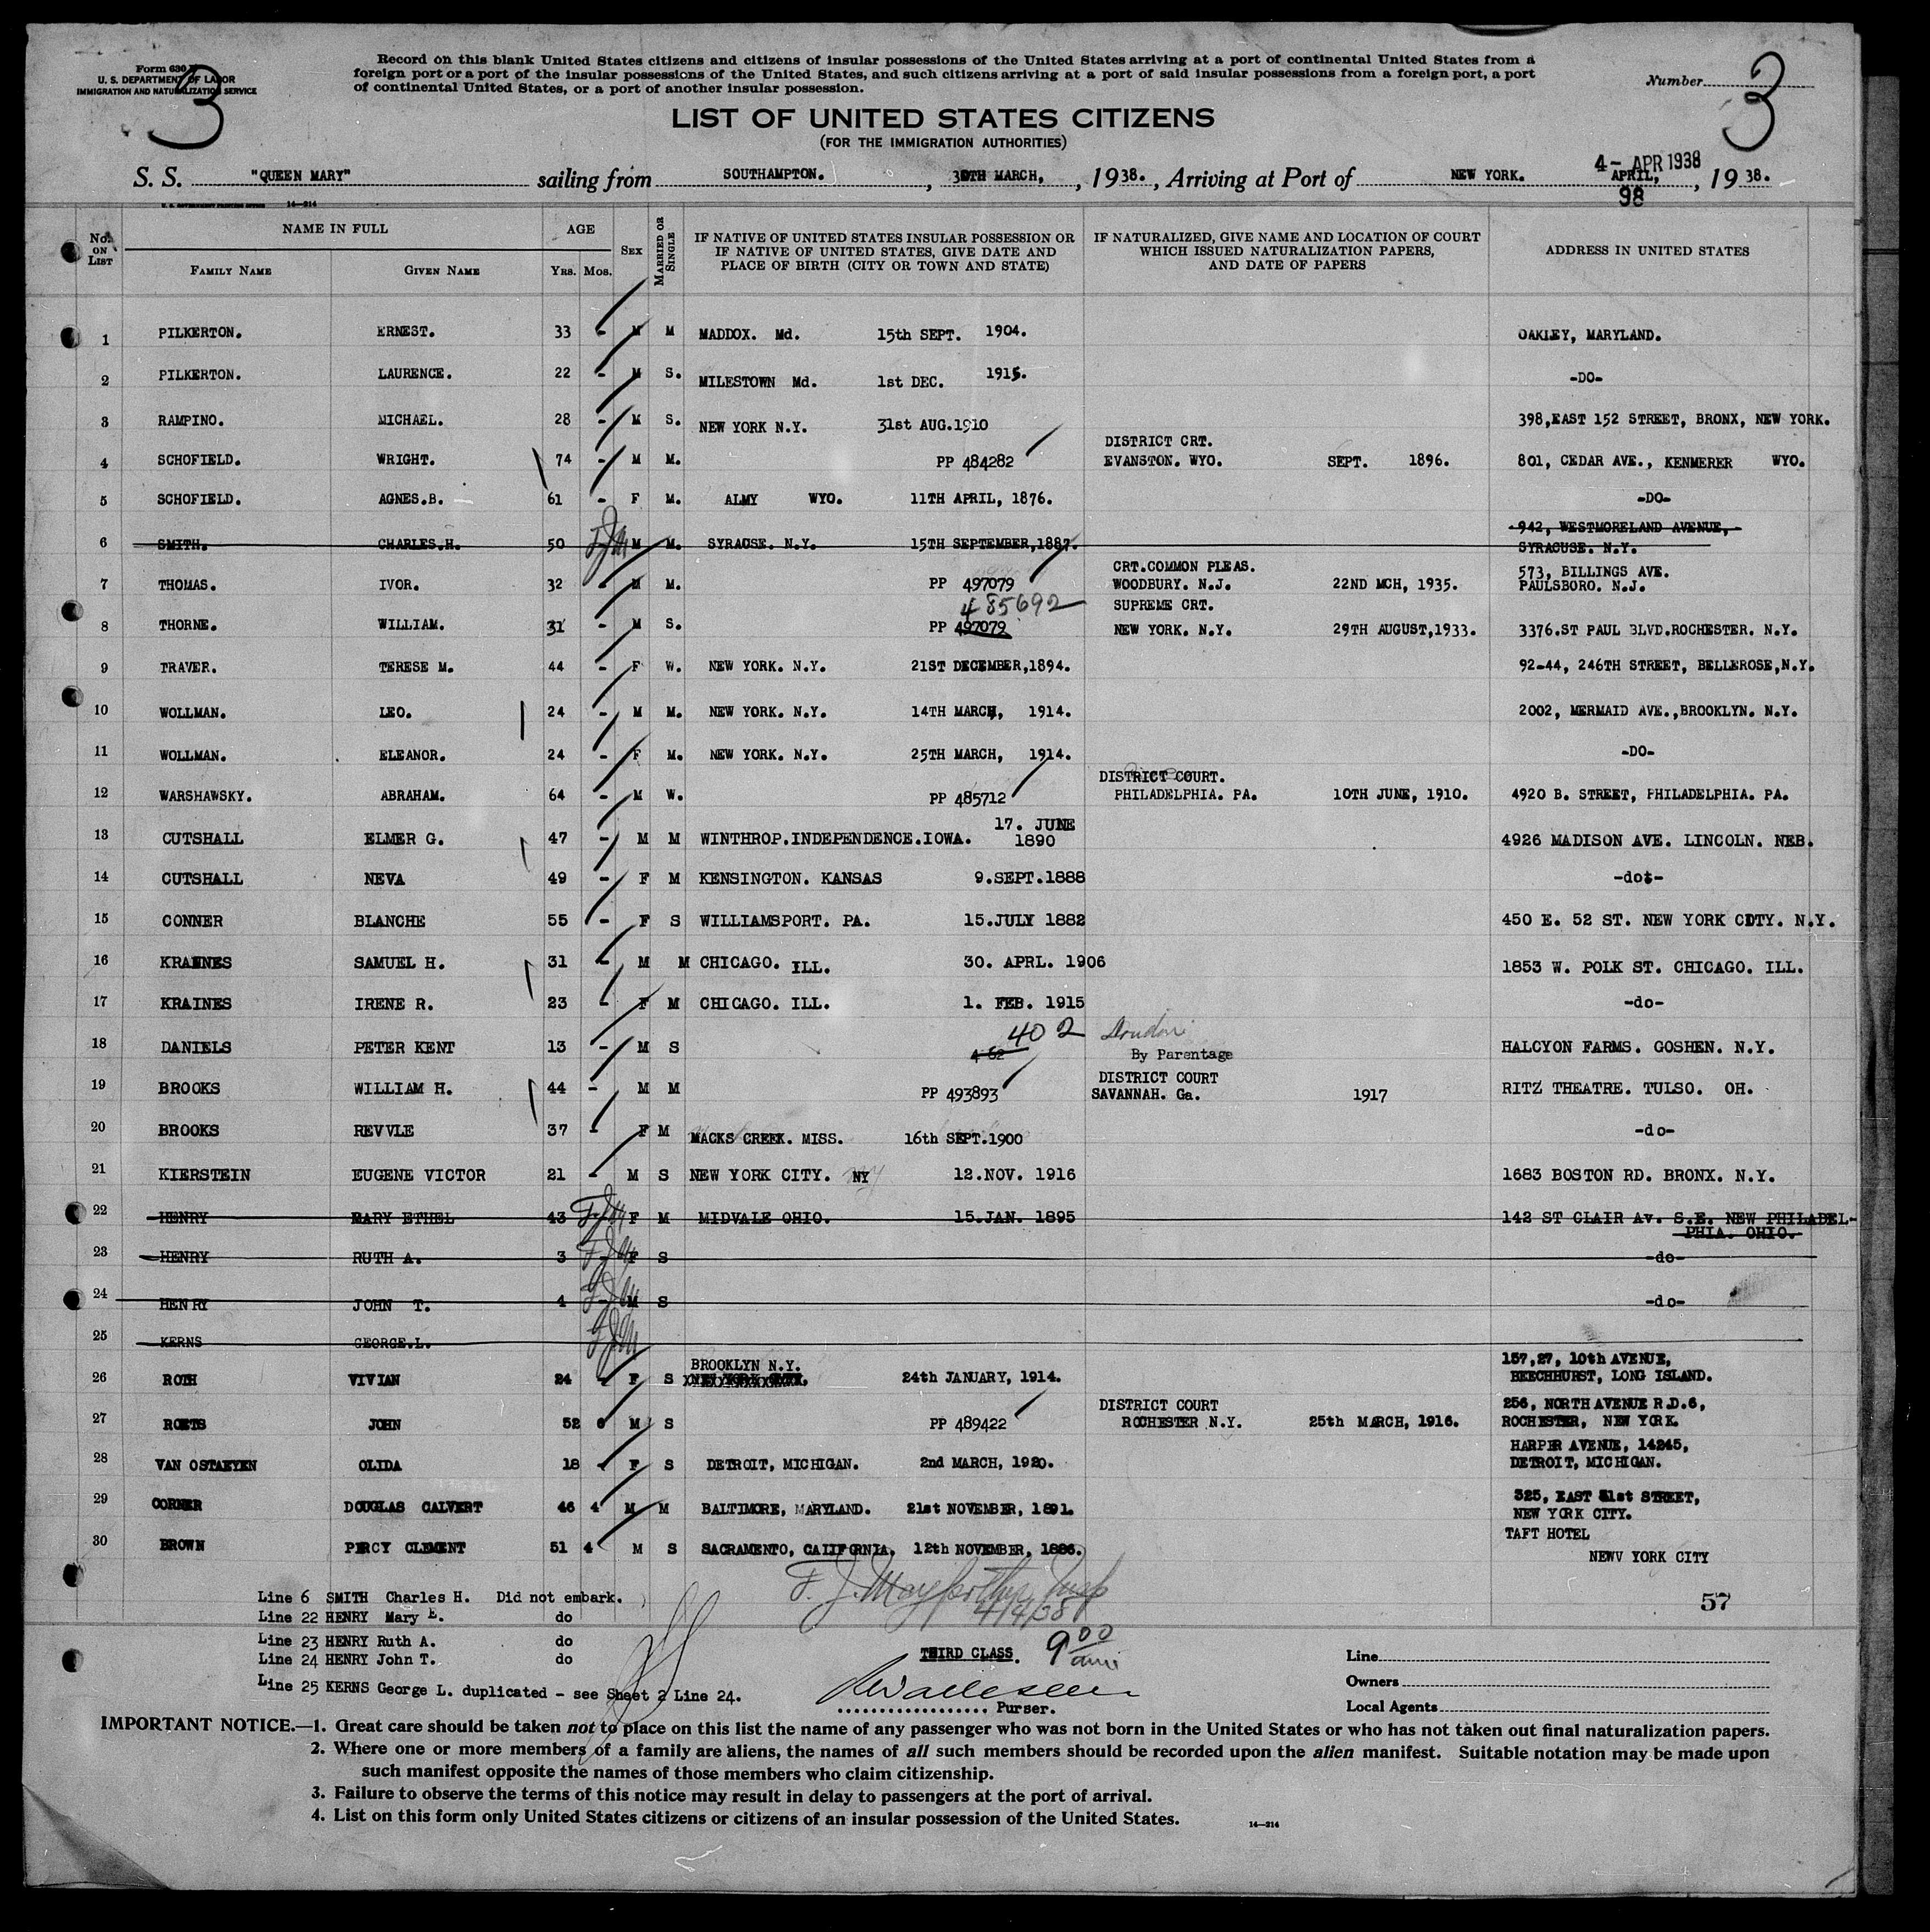 Form 630
U. S. DEPARTMENT OF LABOR
IMMIGRATION AND NATURALIZATION SERVICE
3
Record on this blank United States citizens and citizens of insular possessions of the United States arriving at a port of continental United States from a
foreign port or a port of the insular possessions of the United States, and such citizens arriving at a port of said insular possessions from a foreign port, a port
of continental United States, or a port of another insular possession.
Number
3
LIST OF UNITED STATES CITIZENS
(FOR THE IMMIGRATION AUTHORITIES)
4- APR 1938
S. S. "QUEEN MARY" sailing from SOUTHAMPTON. , 30TH MARCH, , 1938. , Arriving at Port of NEW YORK. APRIL, , 1938.
98
U. S. GOVERNMENT PRINTING OFFICE 14—214
No. ON LIST
NAME IN FULL
FAMILY NAME GIVEN NAME
AGE
YRS. MOS.
SEX
MARRIED OR SINGLE
IF NATIVE OF UNITED STATES INSULAR POSSESSION OR
IF NATIVE OF UNITED STATES, GIVE DATE AND
PLACE OF BIRTH (CITY OR TOWN AND STATE)
IF NATURALIZED, GIVE NAME AND LOCATION OF COURT
WHICH ISSUED NATURALIZATION PAPERS,
AND DATE OF PAPERS
ADDRESS IN UNITED STATES
1 PILKERTON. ERNEST. 33 - M M MADDOX. Md. 15th SEPT. 1904. OAKLEY, MARYLAND.
2 PILKERTON. LAURENCE. 22 - M S. MILESTOWN Md. 1st DEC. 1915. -DO-
3 RAMPINO. MICHAEL. 28 - M S. NEW YORK N.Y. 31st AUG.1910 398,EAST 152 STREET, BRONX, NEW YORK.
DISTRICT CRT.
4 SCHOFIELD. WRIGHT. 74 - M M. PP 484282 EVANSTON. WYO. SEPT. 1896. 801, CEDAR AVE., KENMERER WYO.
5 SCHOFIELD. AGNES.B. 61 - F M. ALMY WYO. 11TH APRIL, 1876. -DO-
942, WESTMORELAND AVENUE,
6 SMITH. CHARLES.H. 50 M M. SYRACUSE. N.Y. 15TH SEPTEMBER,1887. SYRACUSE. N.Y.
CRT.COMMON PLEAS. 573, BILLINGS AVE.
7 THOMAS. IVOR. 32 - M M. PP 497079 WOODBURY. N.J. 22ND MCH, 1935. PAULSBORO. N.J.
485692 SUPREME CRT.
8 THORNE. WILLIAM. 31 - M S. PP 497079 NEW YORK. N.Y. 29TH AUGUST,1933. 3376.ST PAUL BLVD.ROCHESTER. N.Y.
9 TRAVER. TERESE M. 44 - F W. NEW YORK. N.Y. 21ST DECEMBER,1894. 92-44, 246TH STREET, BELLEROSE,N.Y.
10 WOLLMAN. LEO. 24 - M M. NEW YORK. N.Y. 14TH MARCH, 1914. 2002, MERMAID AVE.,BROOKLYN. N.Y.
11 WOLLMAN. ELEANOR. 24 - F M. NEW YORK. N.Y. 25TH MARCH, 1914. -DO-
DISTRICT COURT.
12 WARSHAWSKY. ABRAHAM. 64 - M W. PP 485712 PHILADELPHIA. PA. 10TH JUNE, 1910. 4920 B. STREET, PHILADELPHIA. PA.
17. JUNE
13 CUTSHALL ELMER G. 47 - M M WINTHROP.INDEPENDENCE.IOWA. 1890 4926 MADISON AVE. LINCOLN. NEB.
14 CUTSHALL NEVA 49 - F M KENSINGTON. KANSAS 9.SEPT.1888 -dot-
15 CONNER BLANCHE 55 - F S WILLIAMSPORT. PA. 15.JULY 1882 450 E. 52 ST. NEW YORK CITY. N.Y.
16 KRAINES SAMUEL H. 31 - M M CHICAGO. ILL. 30. APRL. 1906 1853 W. POLK ST. CHICAGO. ILL.
17 KRAINES IRENE R. 23 - F M CHICAGO. ILL. 1. FEB. 1915 -do-
402 London
18 DANIELS PETER KENT 13 - M S 4 62 By Parentage HALCYON FARMS. GOSHEN. N.Y.
DISTRICT COURT
19 BROOKS WILLIAM H. 44 - M M PP 493893 SAVANNAH. Ga. 1917 RITZ THEATRE. TULSO. OH.
20 BROOKS REVVLE 37 - F M MACKS CREEK. MISS. 16th SEPT.1900 -do-
21 KIERSTEIN EUGENE VICTOR 21 - M S NEW YORK CITY. NY 12.NOV. 1916 1683 BOSTON RD. BRONX. N.Y.
22 HENRY MARY ETHEL 43 F M MIDVALE OHIO. 15.JAN. 1895 142 ST CLAIR Av. S.E. NEW PHILADEL-
PHIA. OHIO.
23 HENRY RUTH A. 3 - F S -do-
24 HENRY JOHN T. 4 - M S -do-
25 KERNS GEORGE.L.
BROOKLYN N.Y. 157,27, 10th AVENUE,
26 ROTH VIVIAN 24 - F S NEW YORK CITY, 24th JANUARY, 1914. BEECHHURST, LONG ISLAND.
DISTRICT COURT 256, NORTH AVENUE R.D.6,
27 ROETS JOHN 52 6 M S PP 489422 ROCHESTER N.Y. 25th MARCH, 1916. ROCHESTER, NEW YORK.
HARPER AVENUE, 14245,
28 VAN OSTAEYEN OLIDA 18 - F S DETROIT, MICHIGAN. 2nd MARCH, 1920. DETROIT, MICHIGAN.
325, EAST 51st STREET,
29 CORNER DOUGLAS CALVERT 46 4 M M BALTIMORE, MARYLAND. 21st NOVEMBER, 1891. NEW YORK CITY.
TAFT HOTEL
30 BROWN PERCY CLEMENT 51 4 M S SACRAMENTO, CALIFORNIA. 12th NOVEMBER, 1886.
NEWV YORK CITY
4/4/38
57
Line 6 SMITH Charles H. Did not embark.
Line 22 HENRY Mary E. do
Line 23 HENRY Ruth A. do
Line 24 HENRY John T. do
Line 25 KERNS George L. duplicated - see Sheet 2 Line 24.
THIRD CLASS. 9 00 am
Purser.
Line
Owners
Local Agents
IMPORTANT NOTICE.—1. Great care should be taken not to place on this list the name of any passenger who was not born in the United States or who has not taken out final naturalization papers.
2. Where one or more members of a family are aliens, the names of all such members should be recorded upon the alien manifest. Suitable notation may be made upon
such manifest opposite the names of those members who claim citizenship.
3. Failure to observe the terms of this notice may result in delay to passengers at the port of arrival.
4. List on this form only United States citizens or citizens of an insular possession of the United States.
14—214